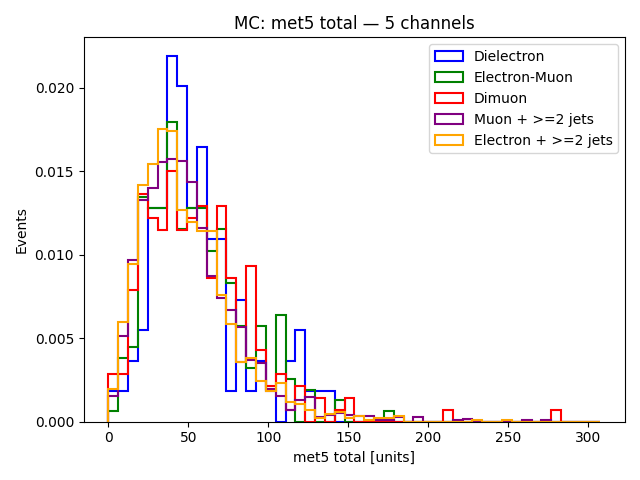 MC: met5 total — 5 channels
Dielectron
Electron-Muon
Dimuon
Muon + >=2 jets
Electron + >=2 jets
Events
0.020
0.015
0.010
0.005
0.000
0 50 100 150 200 250 300
met5 total [units]